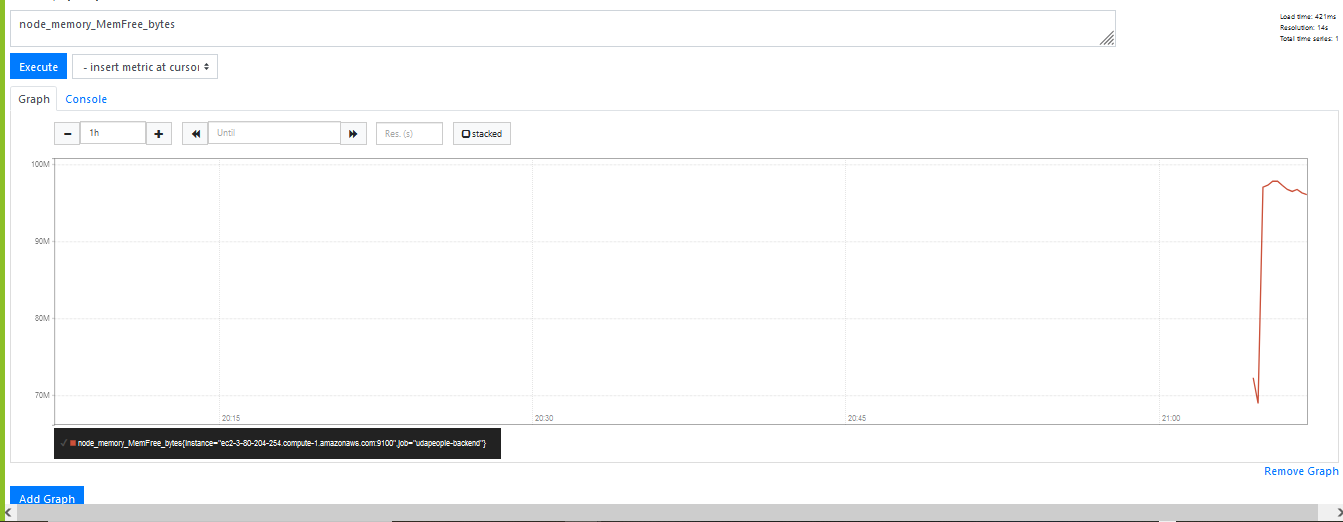 node_memory_MemFree_bytes
Load time: 421ms
Resolution: 14s
Total time series: 1
Execute
- insert metric at cursor
Graph Console
1h Until Res. (s) stacked
100M
90M
80M
70M
20:15 20:30 20:45 21:00
node_memory_MemFree_bytes{instance="ec2-3-80-204-254.compute-1.amazonaws.com:9100",job="udapeople-backend"}
Remove Graph
Add Graph